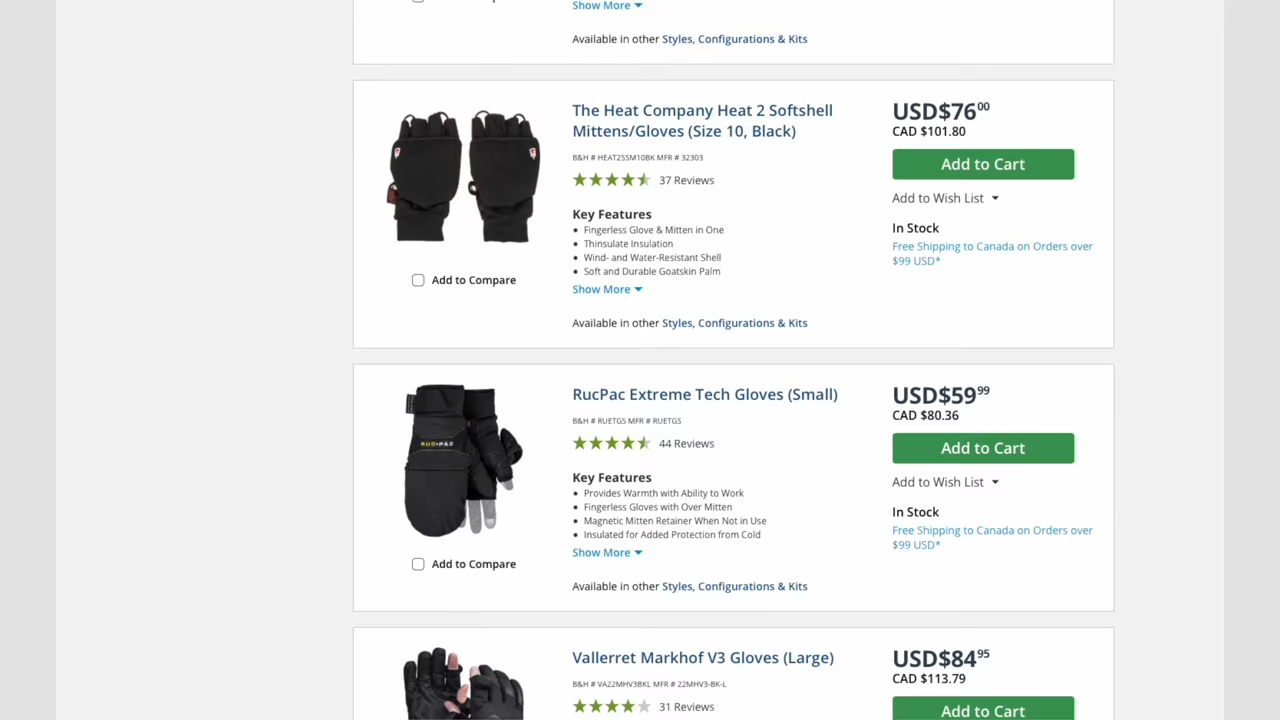 Show More
Available in other Styles, Configurations & Kits
The Heat Company Heat 2 Softshell
Mittens/Gloves (Size 10, Black)
B&H # HEAT2SSM10BK MFR # 32303
37 Reviews
Key Features
Fingerless Glove & Mitten in One
Thinsulate Insulation
Wind- and Water-Resistant Shell
Soft and Durable Goatskin Palm
Show More
Available in other Styles, Configurations & Kits
Add to Compare
USD$76 00
CAD $101.80
Add to Cart
Add to Wish List
In Stock
Free Shipping to Canada on Orders over
$99 USD*
RUCPAC
RucPac Extreme Tech Gloves (Small)
B&H # RUETGS MFR # RUETGS
44 Reviews
Key Features
Provides Warmth with Ability to Work
Fingerless Gloves with Over Mitten
Magnetic Mitten Retainer When Not in Use
Insulated for Added Protection from Cold
Show More
Available in other Styles, Configurations & Kits
Add to Compare
USD$59 99
CAD $80.36
Add to Cart
Add to Wish List
In Stock
Free Shipping to Canada on Orders over
$99 USD*
Vallerret Markhof V3 Gloves (Large)
B&H # VA22MHV3BKL MFR # 22MHV3-BK-L
31 Reviews
USD$84 95
CAD $113.79
Add to Cart